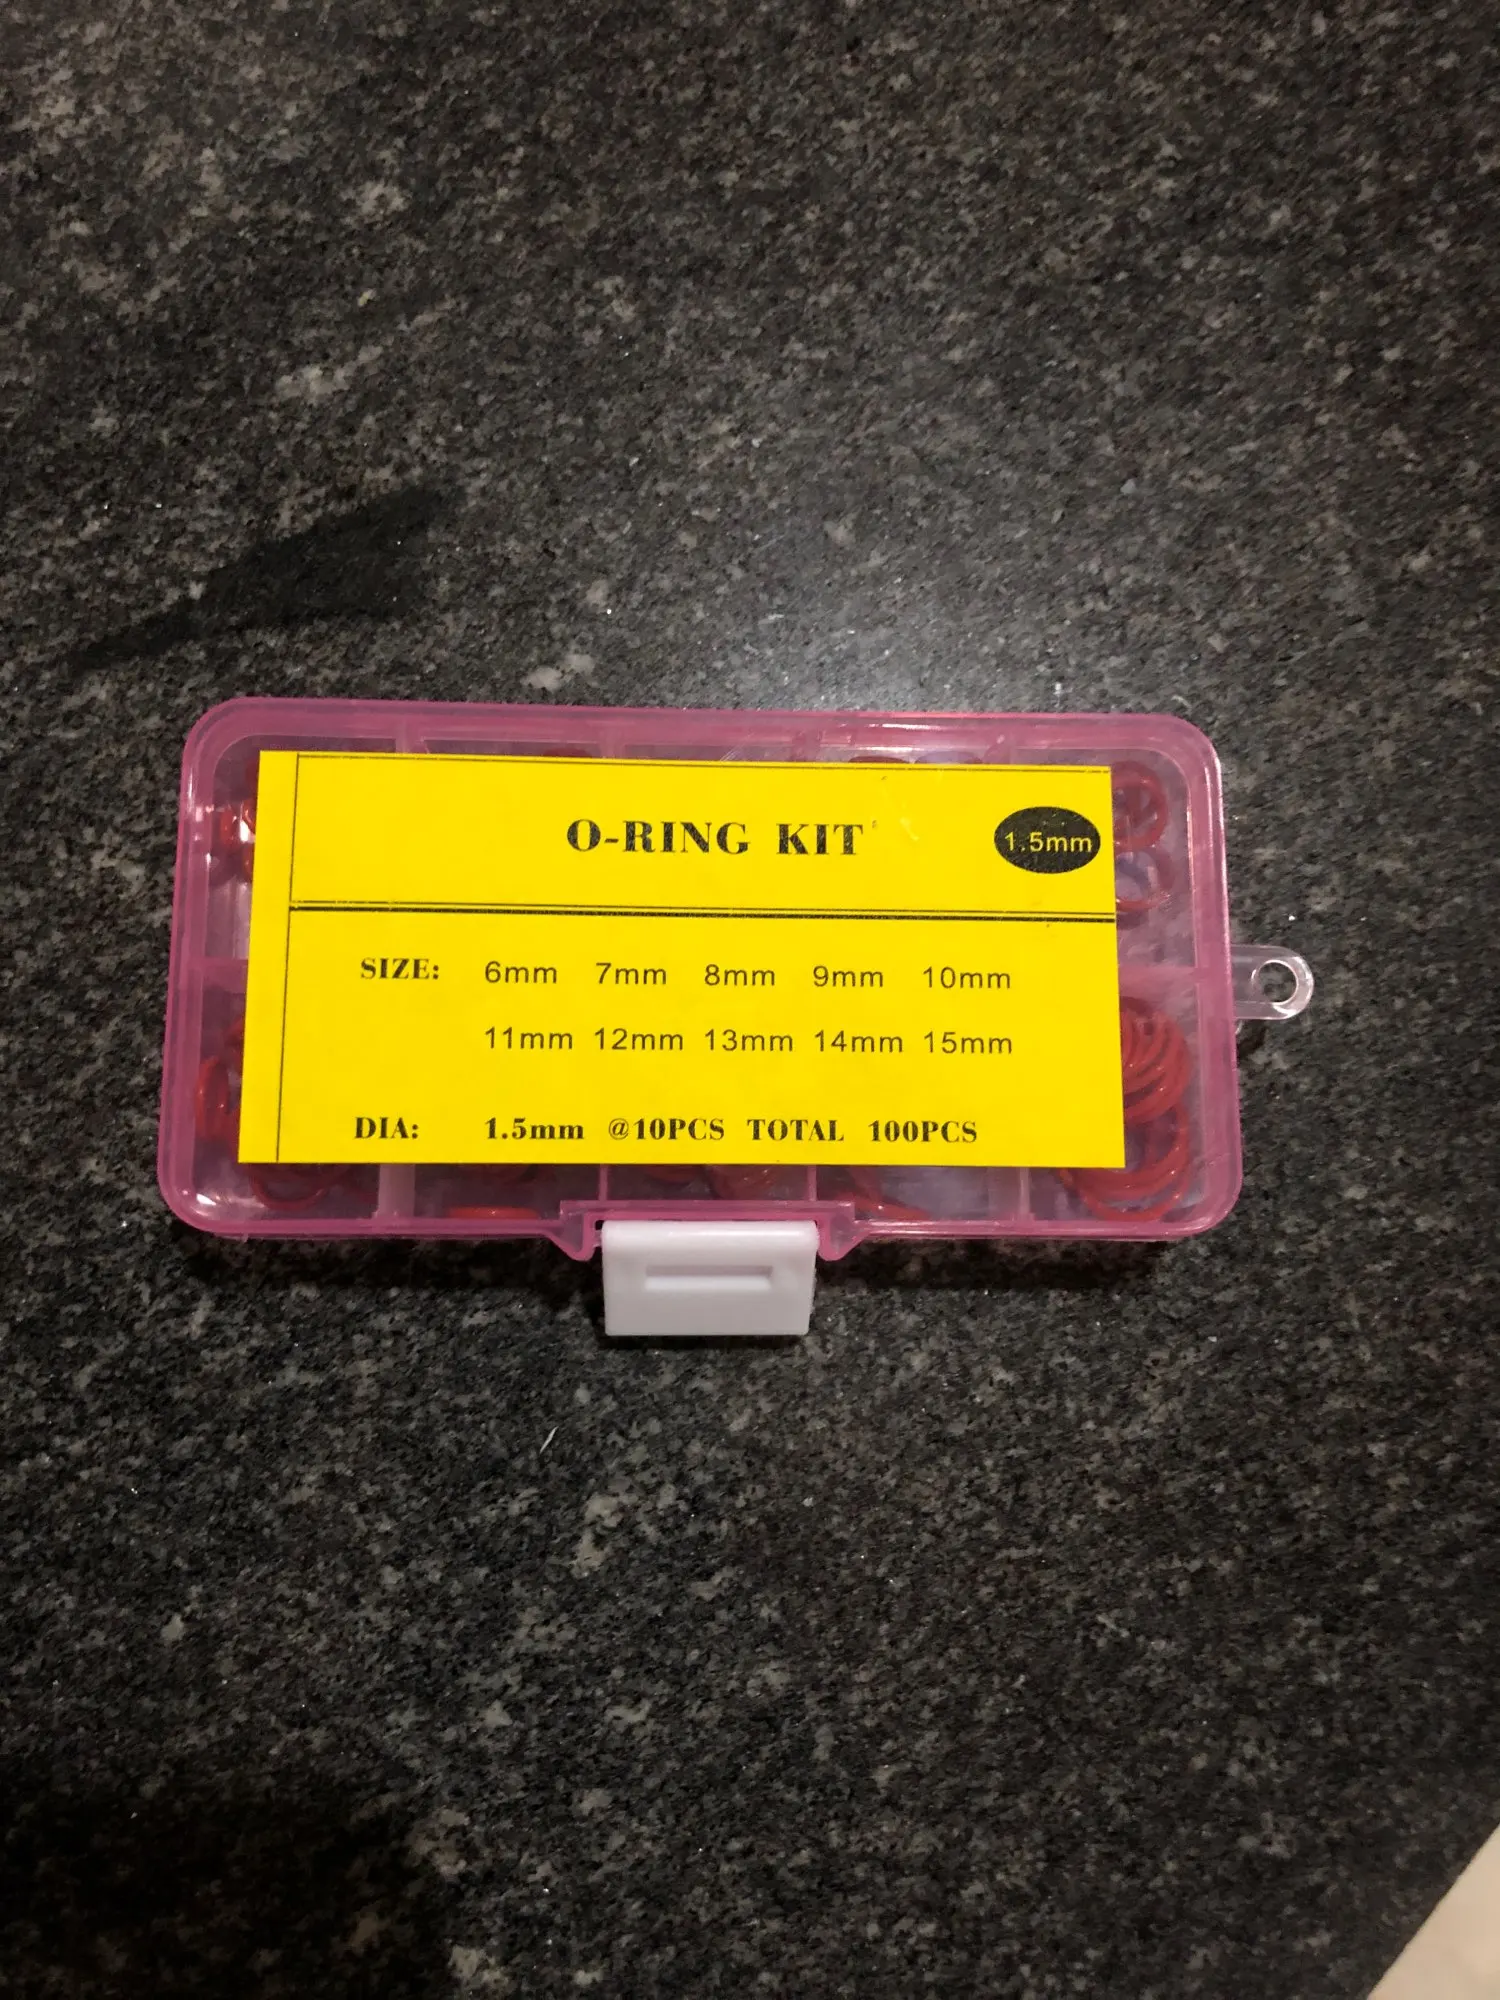 O-RING KIT
1.5mm
SIZE: 6mm 7mm 8mm 9mm 10mm
11mm 12mm 13mm 14mm 15mm
DIA: 1.5mm @10PCS TOTAL 100PCS